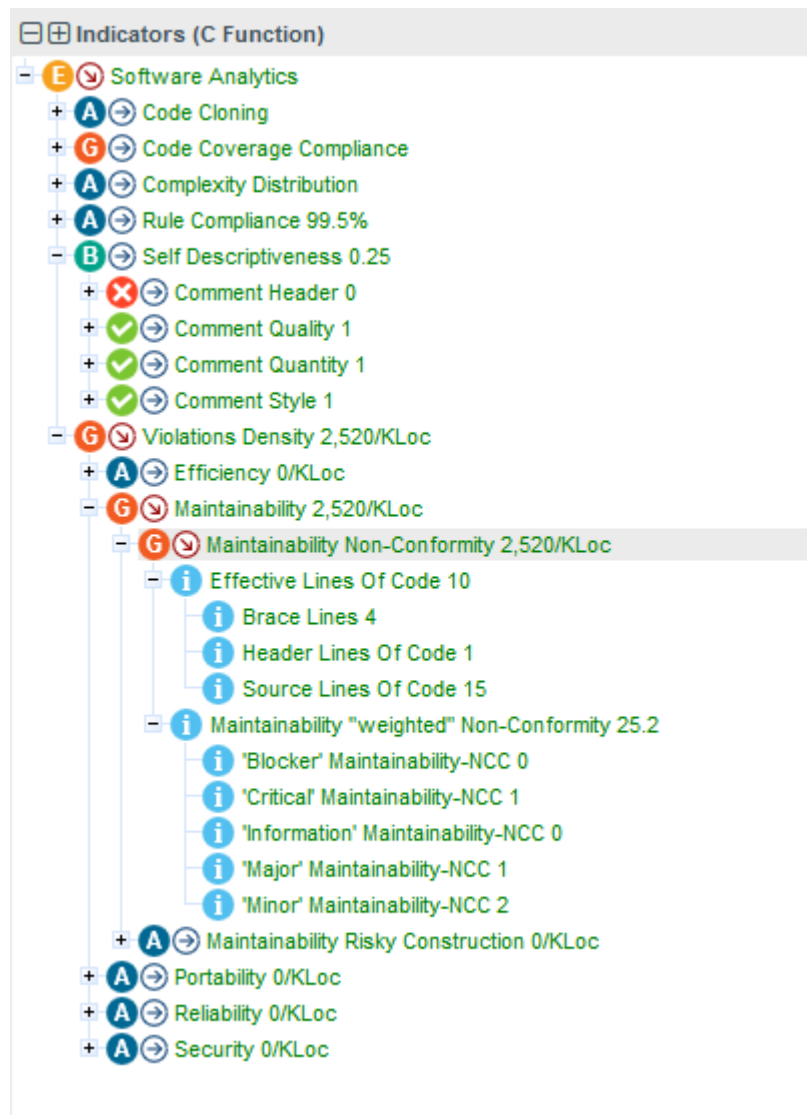 Indicators (C Function)
E Software Analytics
A Code Cloning
G Code Coverage Compliance
A Complexity Distribution
A Rule Compliance 99.5%
B Self Descriptiveness 0.25
Comment Header 0
Comment Quality 1
Comment Quantity 1
Comment Style 1
G Violations Density 2,520/KLoc
A Efficiency 0/KLoc
G Maintainability 2,520/KLoc
G Maintainability Non-Conformity 2,520/KLoc
i Effective Lines Of Code 10
i Brace Lines 4
i Header Lines Of Code 1
i Source Lines Of Code 15
i Maintainability "weighted" Non-Conformity 25.2
i 'Blocker' Maintainability-NCC 0
i 'Critical' Maintainability-NCC 1
i 'Information' Maintainability-NCC 0
i 'Major' Maintainability-NCC 1
i 'Minor' Maintainability-NCC 2
A Maintainability Risky Construction 0/KLoc
A Portability 0/KLoc
A Reliability 0/KLoc
A Security 0/KLoc